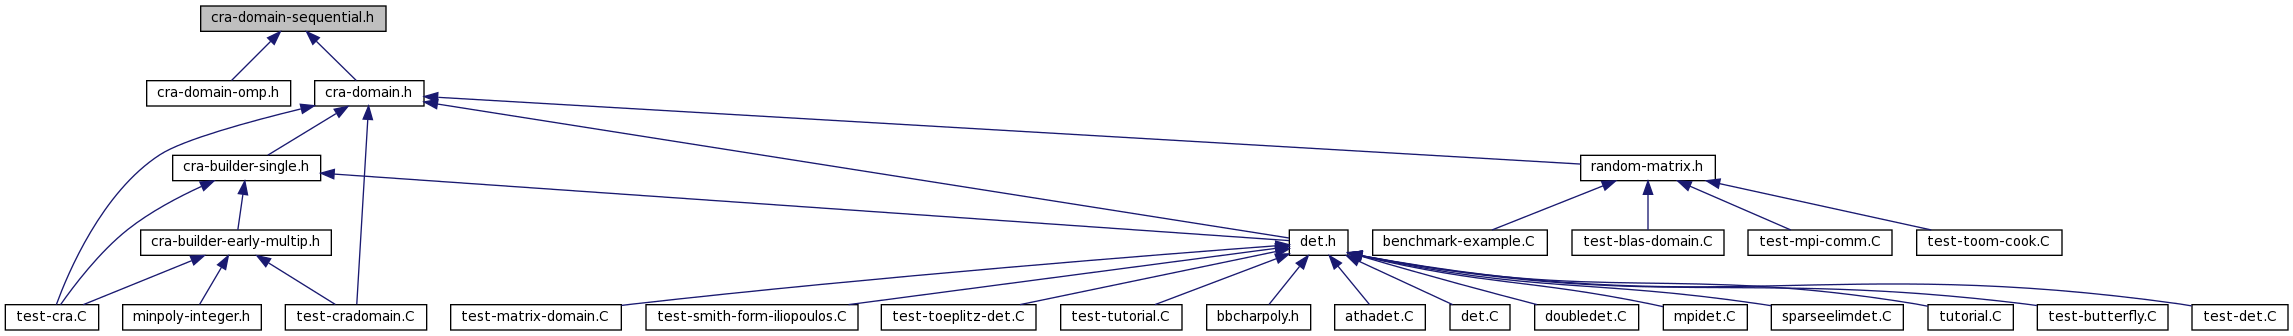 cra-domain-sequential.h
cra-domain-omp.h
cra-domain.h
cra-builder-single.h
random-matrix.h
cra-builder-early-multip.h
det.h
benchmark-example.C
test-blas-domain.C
test-mpi-comm.C
test-toom-cook.C
test-cra.C
minpoly-integer.h
test-cradomain.C
test-matrix-domain.C
test-smith-form-iliopoulos.C
test-toeplitz-det.C
test-tutorial.C
bbcharpoly.h
athadet.C
det.C
doubledet.C
mpidet.C
sparseelimdet.C
tutorial.C
test-butterfly.C
test-det.C